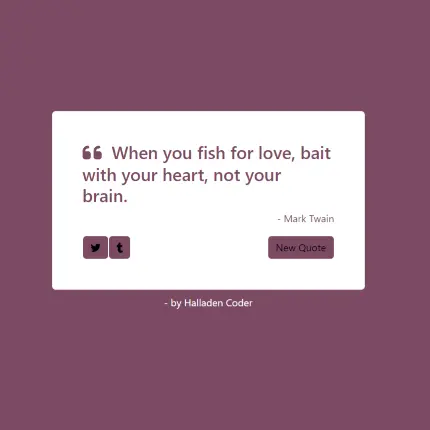 “ When you fish for love, bait
with your heart, not your
brain.
- Mark Twain
New Quote
- by Halladen Coder